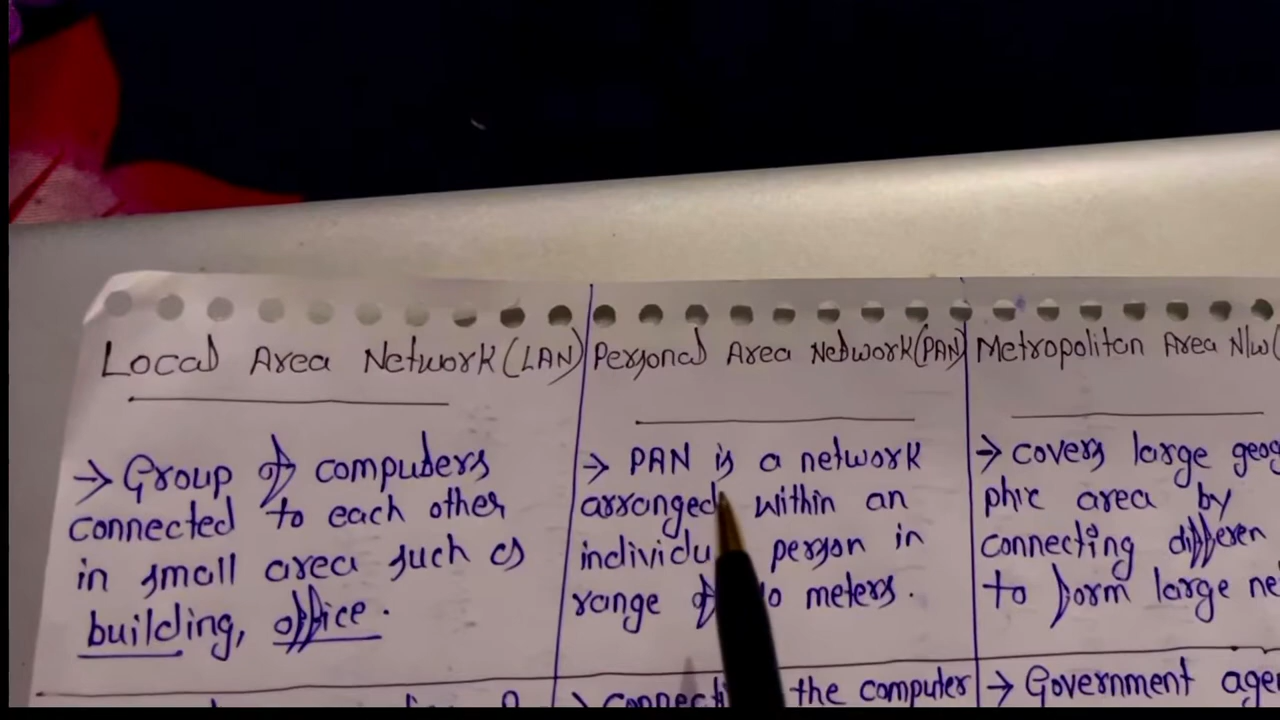 Local Area Network (LAN)
→ Group of computers
connected to each other
in small area such as
building, office.
Personal Area Network (PAN)
→ PAN is a network
arranged within an
person in
range of meters.
→ the computer
Metropolitan Area N/w (
→ covers large geog
phic area by
connecting differen
to form large ne
→ Government age